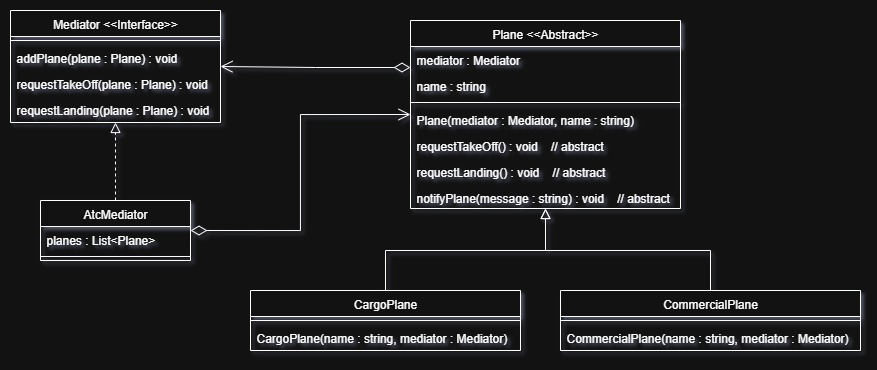 Mediator <<Interface>>
addPlane(plane : Plane) : void
requestTakeOff(plane : Plane) : void
requestLanding(plane : Plane) : void
Plane <<Abstract>>
mediator : Mediator
name : string
Plane(mediator : Mediator, name : string)
requestTakeOff() : void // abstract
requestLanding() : void // abstract
notifyPlane(message : string) : void // abstract
AtcMediator
planes : List<Plane>
CargoPlane
CargoPlane(name : string, mediator : Mediator)
CommercialPlane
CommercialPlane(name : string, mediator : Mediator)